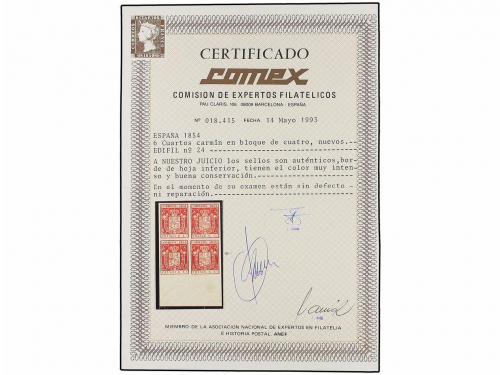 CERTIFICADO
comex
COMISION DE EXPERTOS FILATELICOS
PAU CLARIS, 106. 08009 BARCELONA - ESPAÑA
Nº 018.415 FECHA 14 Mayo 1993
ESPAÑA 1854
6 Cuartos carmín en bloque de cuatro, nuevos.
EDIFIL nº 24
A NUESTRO JUICIO los sellos son auténticos, bor
de de hoja inferior, tienen el color muy inten
so y buena conservación.
En el momento de su examen están sin defecto
ni reparación.
MIEMBRO DE LA ASOCIACION NACIONAL DE EXPERTOS EN FILATELIA
E HISTORIA POSTAL. ANEF